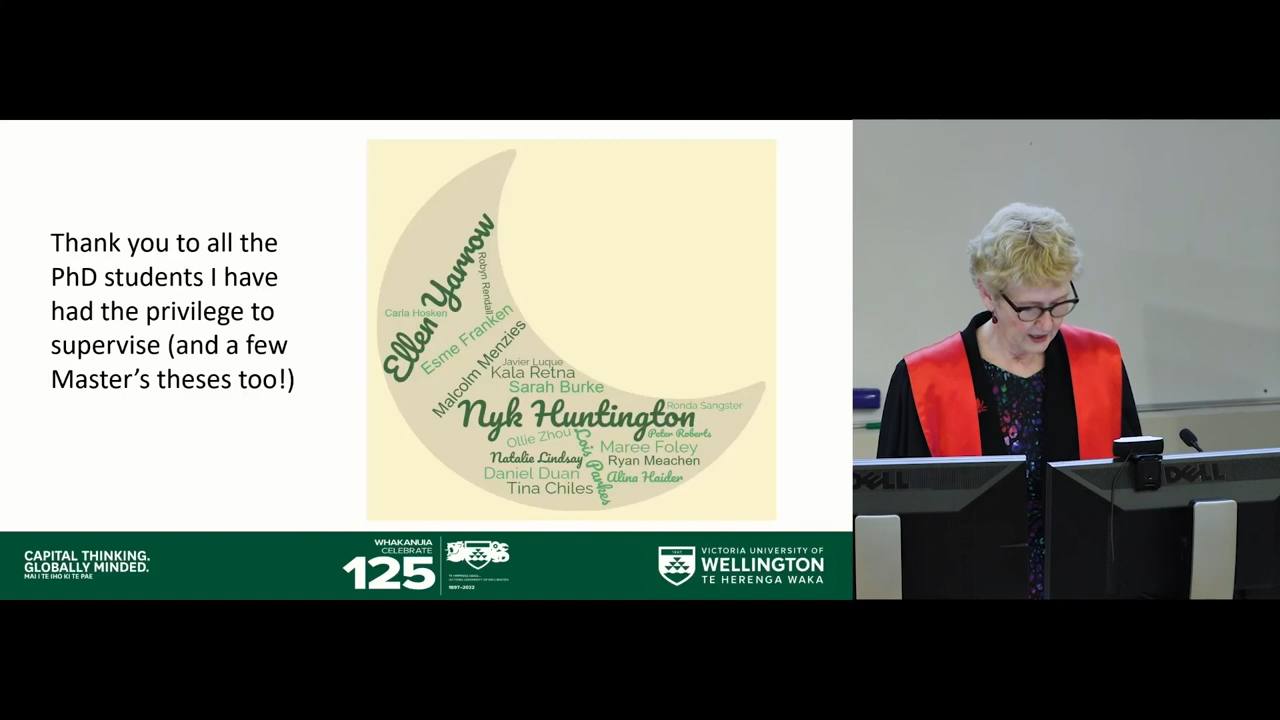 Thank you to all the
PhD students I have
had the privilege to
supervise (and a few
Master's theses too!)
Ellen Yarrow
Robyn Rendall
Carla Hosken
Esme Franken
Malcolm Menzies
Javier Luque
Kala Retna
Sarah Burke
Nyk Huntington
Ronda Sangster
Peter Roberts
Ollie Zhou
Lois Parkes
Maree Foley
Natalie Lindsay
Ryan Meachen
Daniel Duan
Alina Haider
Tina Chiles
CAPITAL THINKING.
GLOBALLY MINDED.
MAI I TE IHO KI TE PAE
WHAKANUIA
CELEBRATE
125
1897–2022
VICTORIA UNIVERSITY OF
WELLINGTON
TE HERENGA WAKA
DELL
DELL